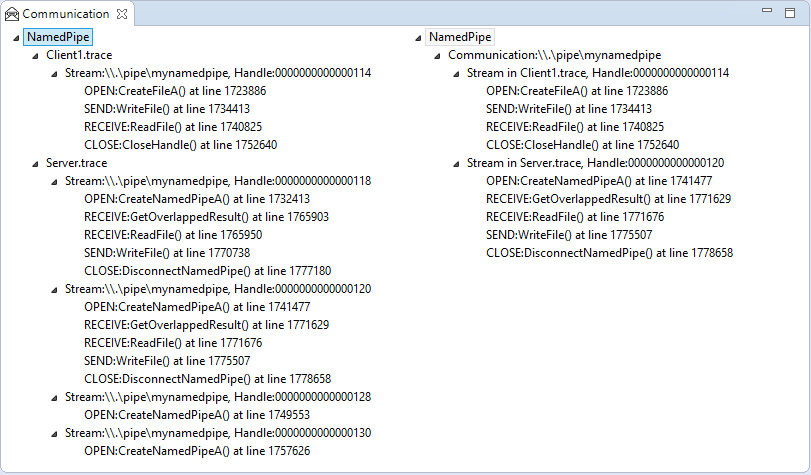 Communication
NamedPipe
Client1.trace
Stream:\\.\pipe\mynamedpipe, Handle:0000000000000114
OPEN:CreateFileA() at line 1723886
SEND:WriteFile() at line 1734413
RECEIVE:ReadFile() at line 1740825
CLOSE:CloseHandle() at line 1752640
Server.trace
Stream:\\.\pipe\mynamedpipe, Handle:0000000000000118
OPEN:CreateNamedPipeA() at line 1732413
RECEIVE:GetOverlappedResult() at line 1765903
RECEIVE:ReadFile() at line 1765950
SEND:WriteFile() at line 1770738
CLOSE:DisconnectNamedPipe() at line 1777180
Stream:\\.\pipe\mynamedpipe, Handle:0000000000000120
OPEN:CreateNamedPipeA() at line 1741477
RECEIVE:GetOverlappedResult() at line 1771629
RECEIVE:ReadFile() at line 1771676
SEND:WriteFile() at line 1775507
CLOSE:DisconnectNamedPipe() at line 1778658
Stream:\\.\pipe\mynamedpipe, Handle:0000000000000128
OPEN:CreateNamedPipeA() at line 1749553
Stream:\\.\pipe\mynamedpipe, Handle:0000000000000130
OPEN:CreateNamedPipeA() at line 1757626
NamedPipe
Communication:\\.\pipe\mynamedpipe
Stream in Client1.trace, Handle:0000000000000114
OPEN:CreateFileA() at line 1723886
SEND:WriteFile() at line 1734413
RECEIVE:ReadFile() at line 1740825
CLOSE:CloseHandle() at line 1752640
Stream in Server.trace, Handle:0000000000000120
OPEN:CreateNamedPipeA() at line 1741477
RECEIVE:GetOverlappedResult() at line 1771629
RECEIVE:ReadFile() at line 1771676
SEND:WriteFile() at line 1775507
CLOSE:DisconnectNamedPipe() at line 1778658